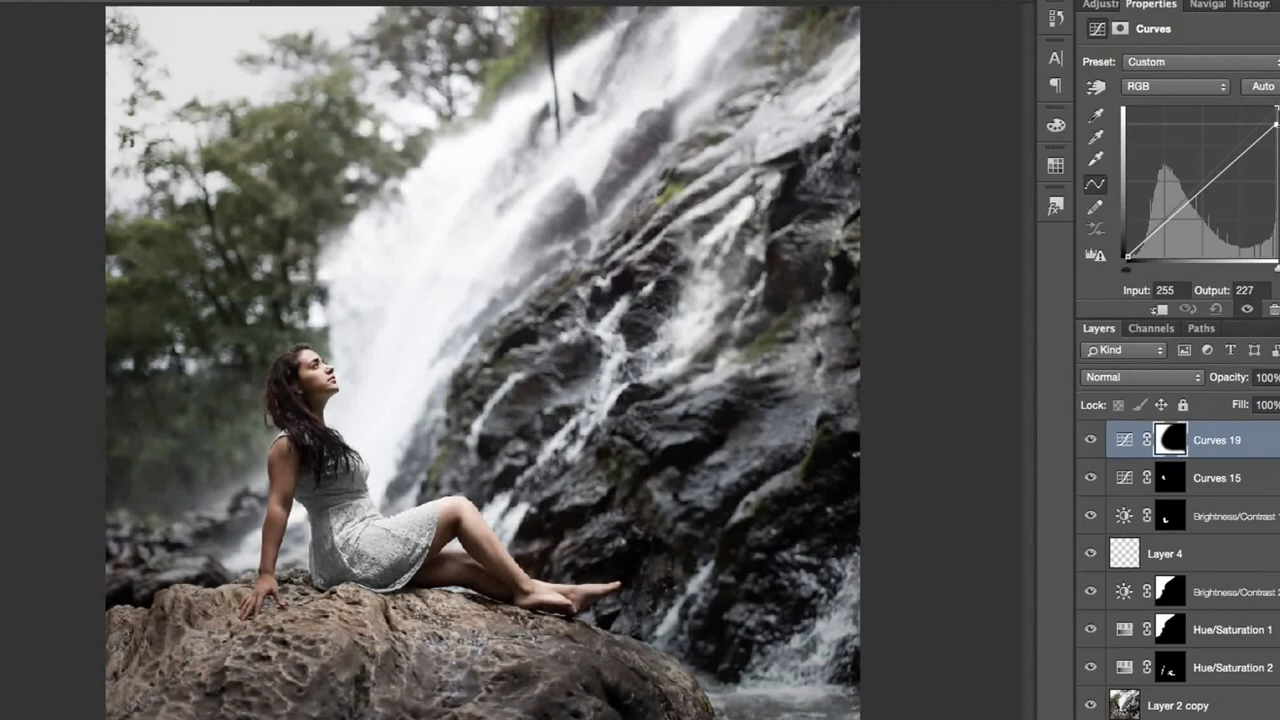 Adjustr Properties Navigat Histogr
Curves
Preset: Custom
RGB Auto
Input: 255 Output: 227
Layers Channels Paths
Kind
Normal Opacity: 100%
Lock: Fill: 100%
Curves 19
Curves 15
Brightness/Contrast
Layer 4
Brightness/Contrast 2
Hue/Saturation 1
Hue/Saturation 2
Layer 2 copy